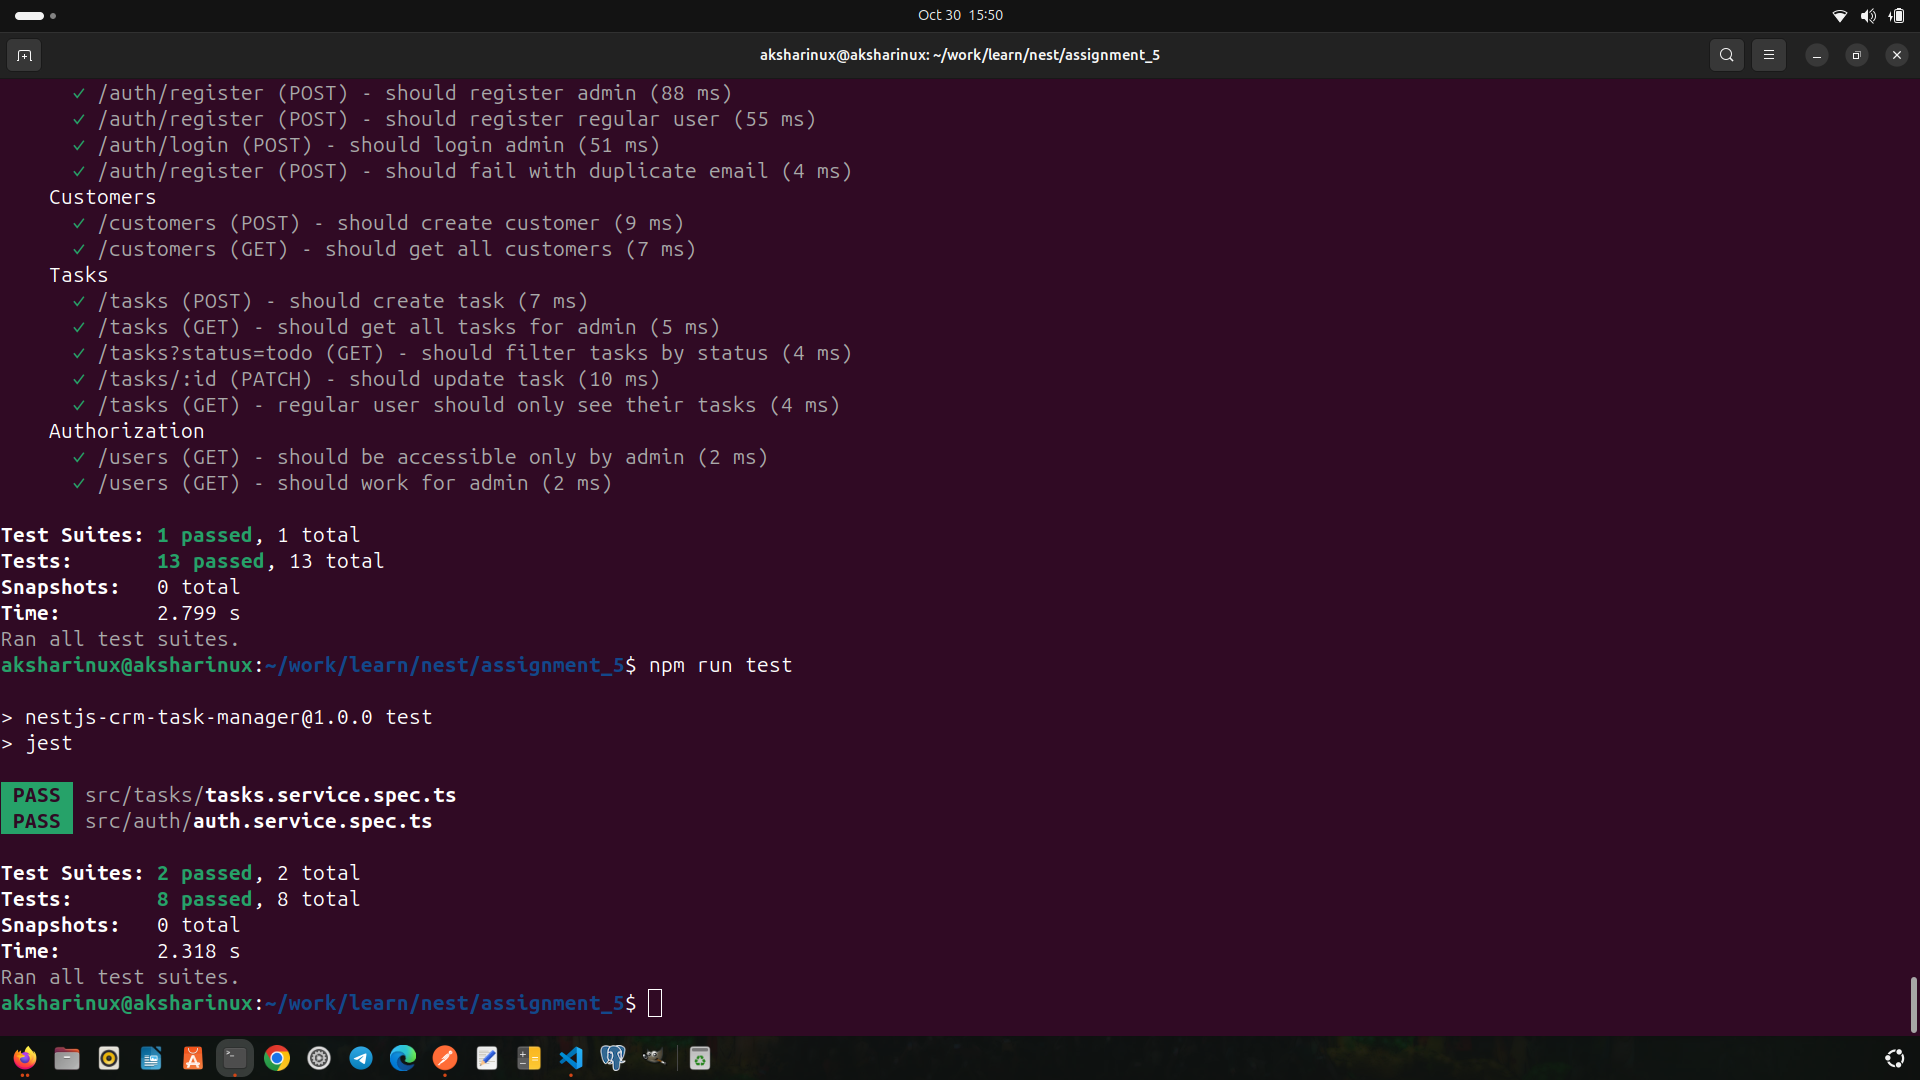 Oct 30 15:50
aksharinux@aksharinux: ~/work/learn/nest/assignment_5
✓ /auth/register (POST) - should register admin (88 ms)
✓ /auth/register (POST) - should register regular user (55 ms)
✓ /auth/login (POST) - should login admin (51 ms)
✓ /auth/register (POST) - should fail with duplicate email (4 ms)
Customers
✓ /customers (POST) - should create customer (9 ms)
✓ /customers (GET) - should get all customers (7 ms)
Tasks
✓ /tasks (POST) - should create task (7 ms)
✓ /tasks (GET) - should get all tasks for admin (5 ms)
✓ /tasks?status=todo (GET) - should filter tasks by status (4 ms)
✓ /tasks/:id (PATCH) - should update task (10 ms)
✓ /tasks (GET) - regular user should only see their tasks (4 ms)
Authorization
✓ /users (GET) - should be accessible only by admin (2 ms)
✓ /users (GET) - should work for admin (2 ms)
Test Suites: 1 passed, 1 total
Tests: 13 passed, 13 total
Snapshots: 0 total
Time: 2.799 s
Ran all test suites.
aksharinux@aksharinux:~/work/learn/nest/assignment_5$ npm run test
> nestjs-crm-task-manager@1.0.0 test
> jest
PASS src/tasks/tasks.service.spec.ts
PASS src/auth/auth.service.spec.ts
Test Suites: 2 passed, 2 total
Tests: 8 passed, 8 total
Snapshots: 0 total
Time: 2.318 s
Ran all test suites.
aksharinux@aksharinux:~/work/learn/nest/assignment_5$